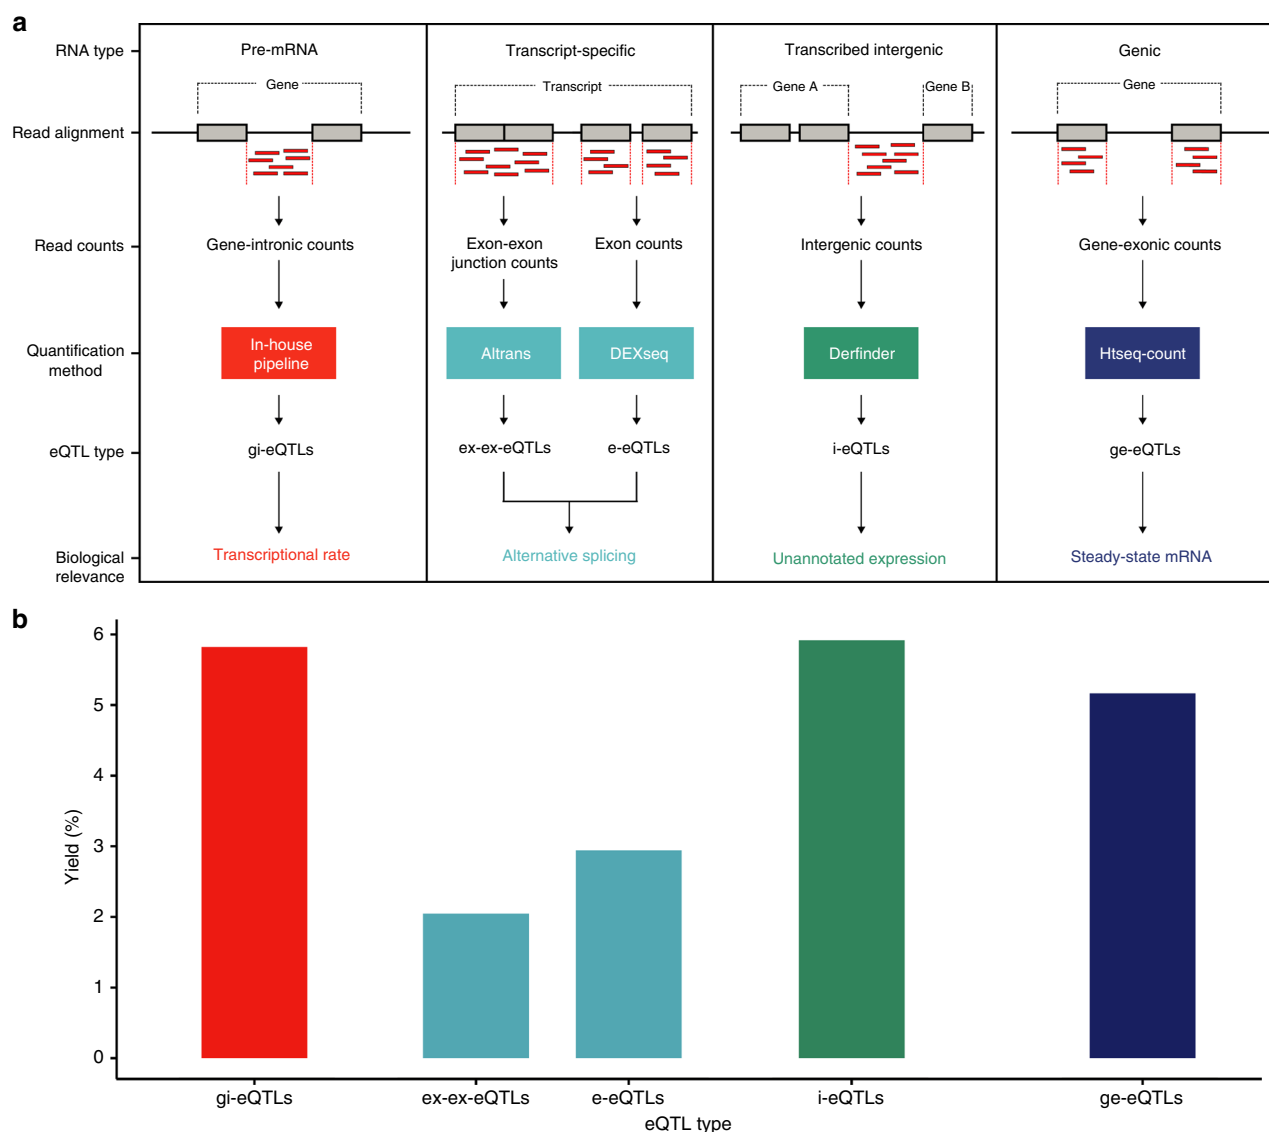 a
RNA type
Pre-mRNA
Transcript-specific
Transcribed intergenic
Genic
Gene
Transcript
Gene A
Gene B
Gene
Read alignment
Read counts
Gene-intronic counts
Exon-exon
junction counts
Exon counts
Intergenic counts
Gene-exonic counts
Quantification
method
In-house
pipeline
Altrans
DEXseq
Derfinder
Htseq-count
eQTL type
gi-eQTLs
ex-ex-eQTLs
e-eQTLs
i-eQTLs
ge-eQTLs
Biological
relevance
Transcriptional rate
Alternative splicing
Unannotated expression
Steady-state mRNA
b
6
5
4
3
2
1
0
Yield (%)
gi-eQTLs
ex-ex-eQTLs
e-eQTLs
i-eQTLs
ge-eQTLs
eQTL type